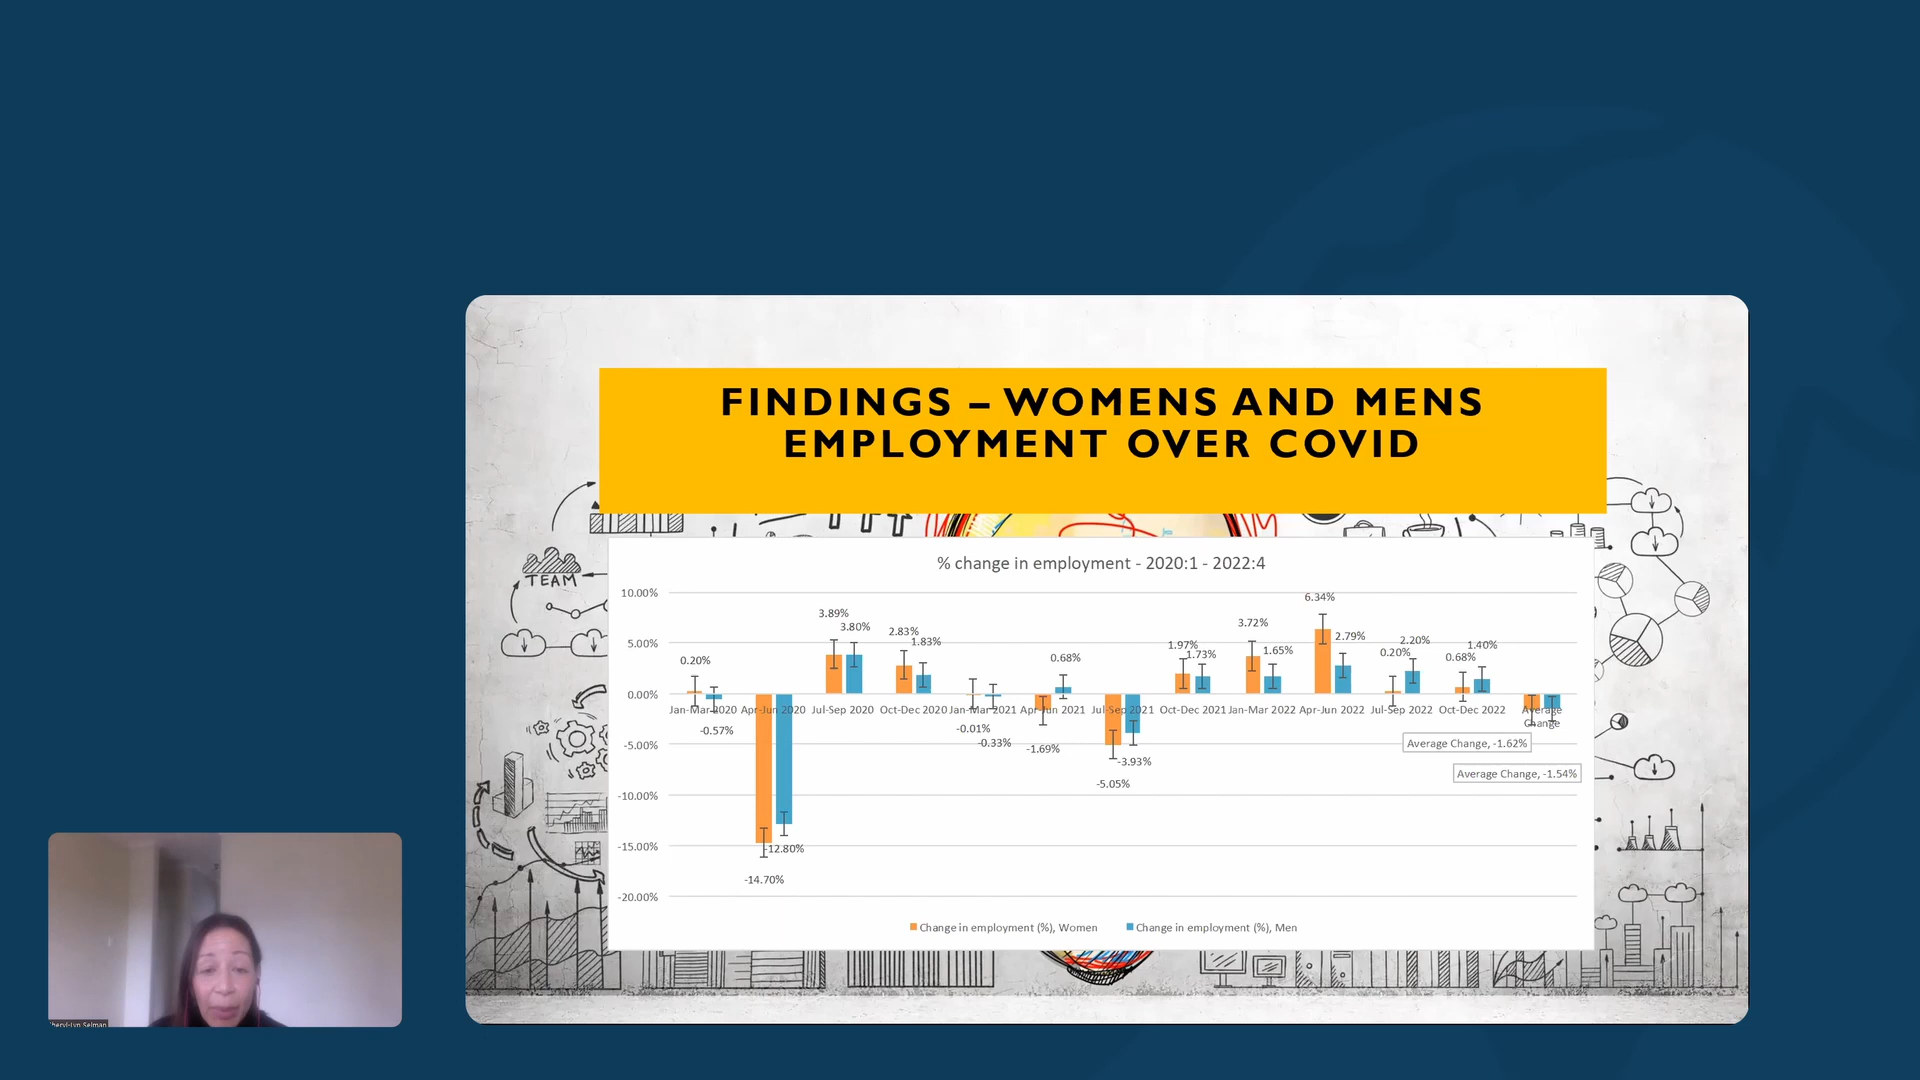 FINDINGS – WOMENS AND MENS
EMPLOYMENT OVER COVID
TEAM
% change in employment - 2020:1 - 2022:4
10.00%
5.00%
0.00%
-5.00%
-10.00%
-15.00%
-20.00%
0.20%
-0.57%
-14.70%
-12.80%
3.89%
3.80%
2.83%
1.83%
-0.01%
-0.33%
-1.69%
0.68%
-5.05%
-3.93%
1.97%
1.73%
3.72%
1.65%
6.34%
2.79%
0.20%
2.20%
0.68%
1.40%
Jan-Mar 2020 Apr-Jun 2020 Jul-Sep 2020 Oct-Dec 2020 Jan-Mar 2021 Apr-Jun 2021 Jul-Sep 2021 Oct-Dec 2021 Jan-Mar 2022 Apr-Jun 2022 Jul-Sep 2022 Oct-Dec 2022 Average
Change
Average Change, -1.62%
Average Change, -1.54%
Change in employment (%), Women
Change in employment (%), Men
Selman